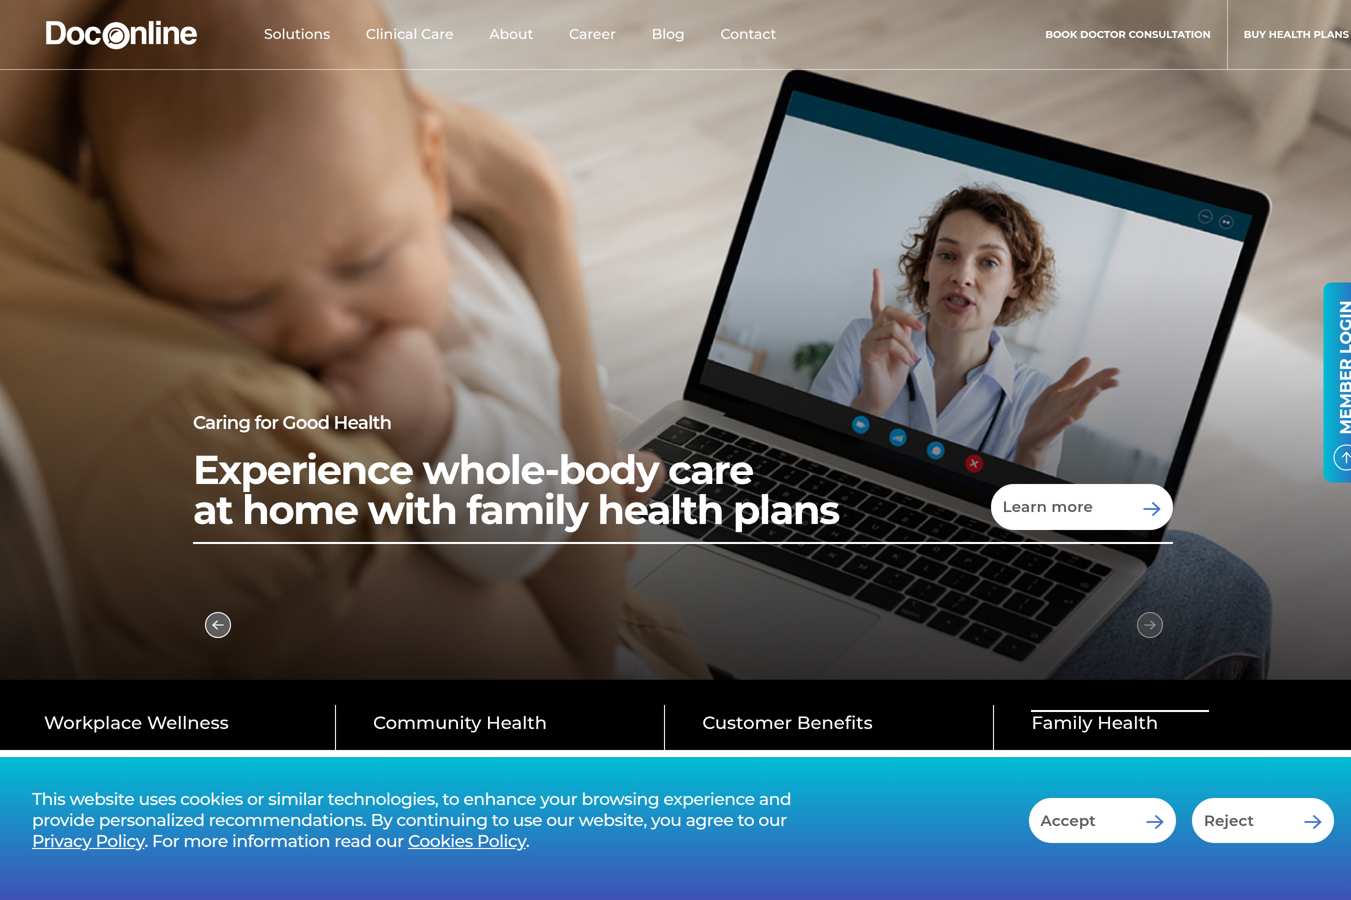 DocOnline
Solutions
Clinical Care
About
Career
Blog
Contact
BOOK DOCTOR CONSULTATION
BUY HEALTH PLANS
MEMBER LOGIN
Caring for Good Health
Experience whole-body care
at home with family health plans
Learn more
Workplace Wellness
Community Health
Customer Benefits
Family Health
This website uses cookies or similar technologies, to enhance your browsing experience and
provide personalized recommendations. By continuing to use our website, you agree to our
Privacy Policy. For more information read our Cookies Policy.
Accept
Reject